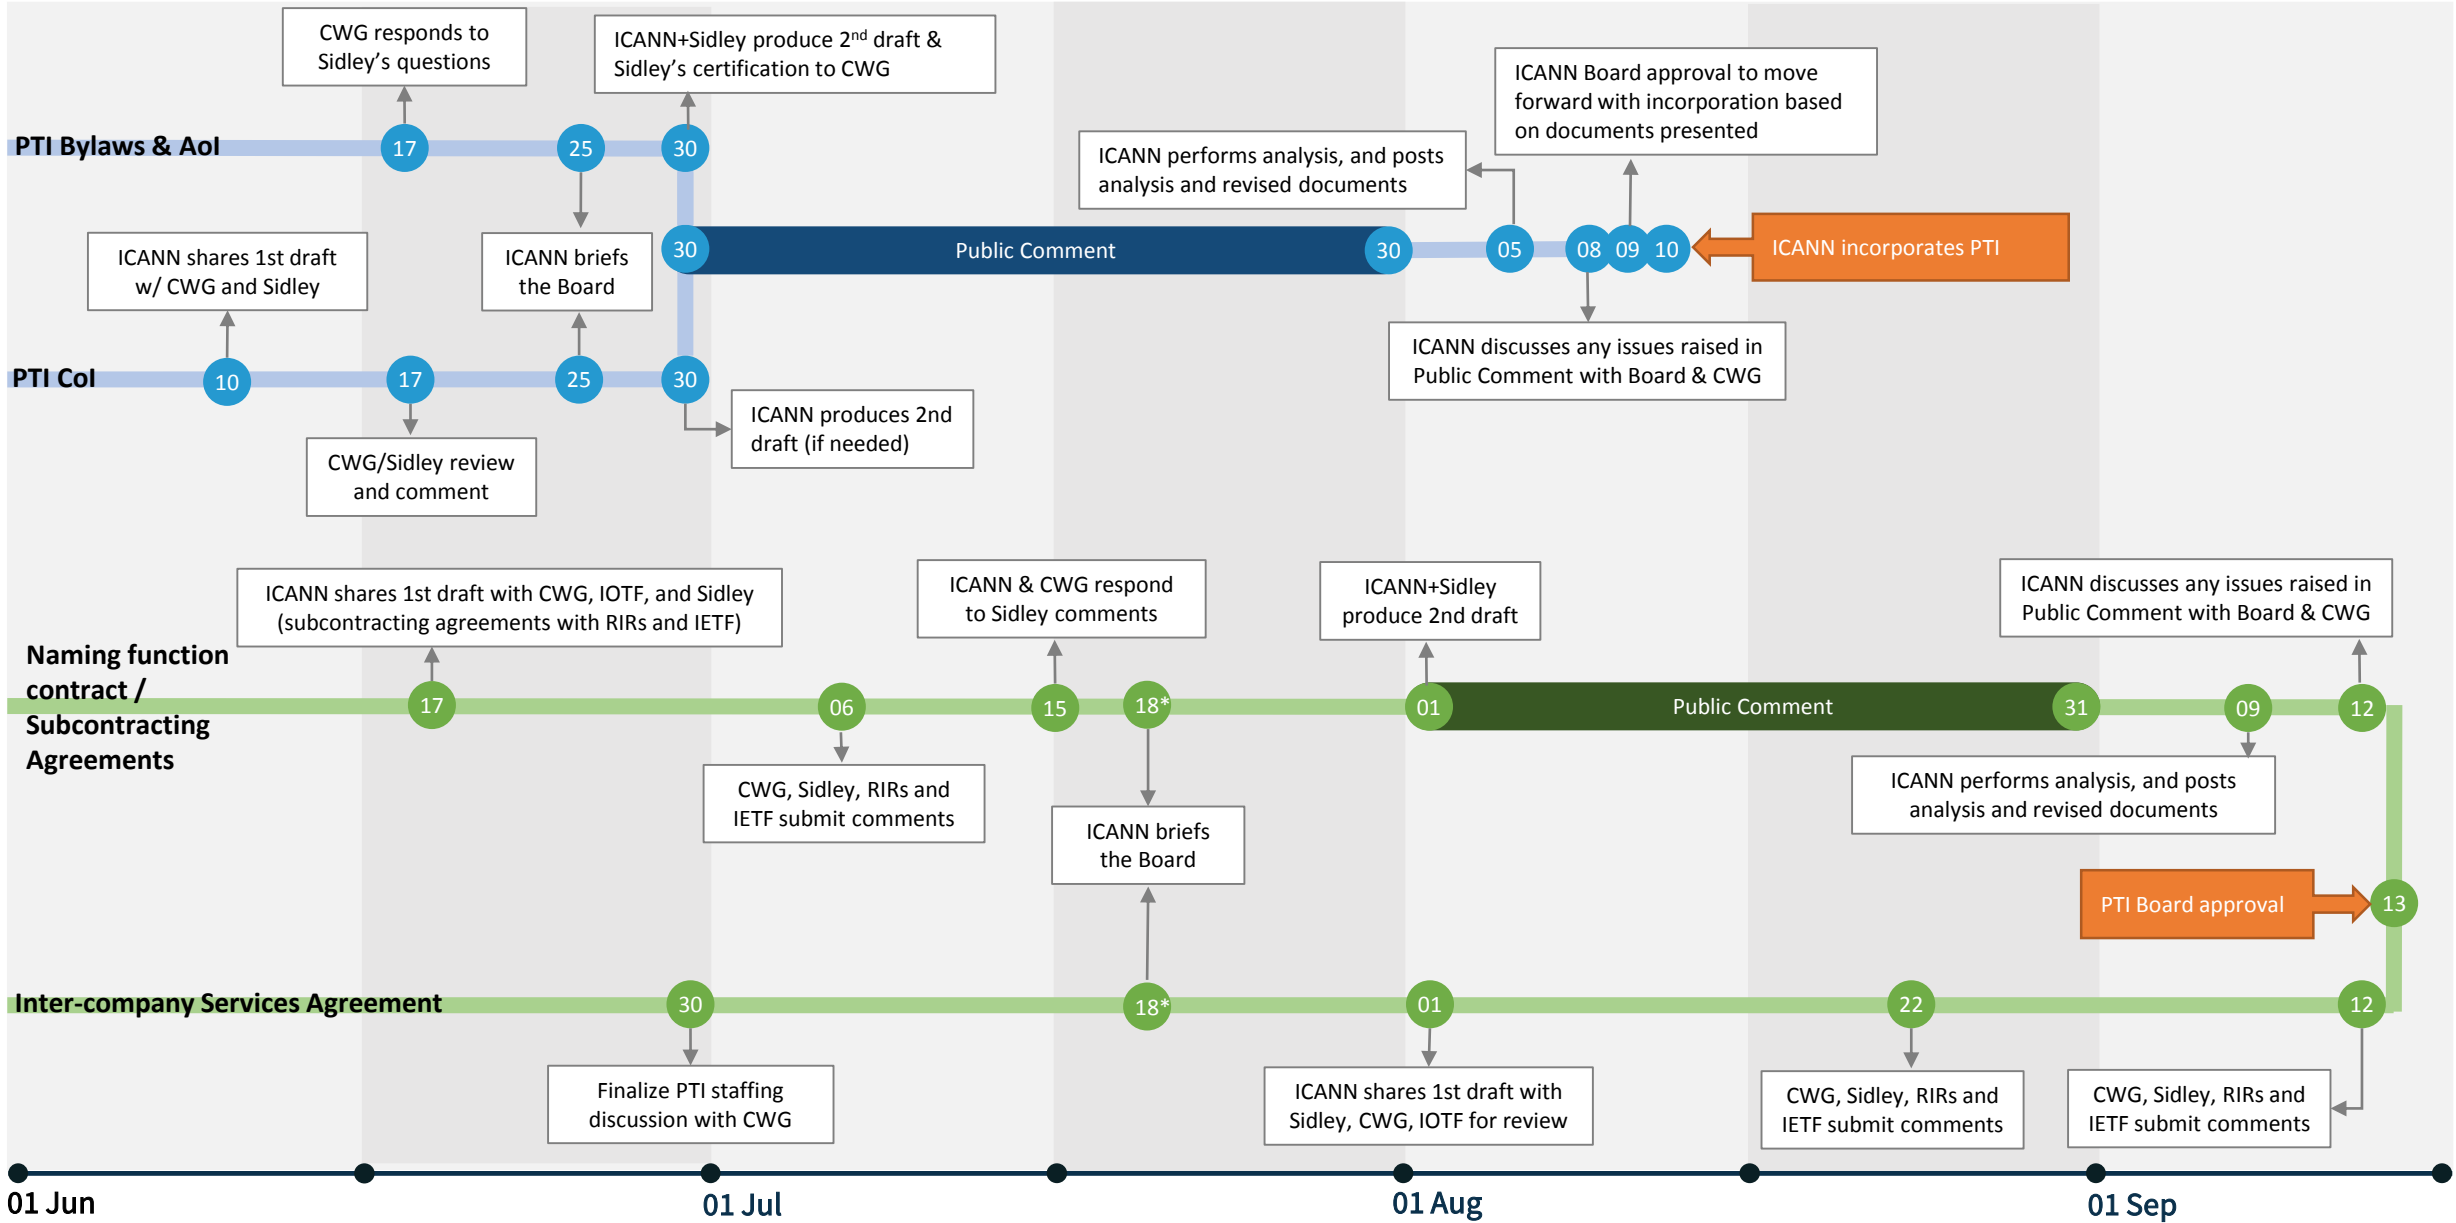 CWG responds to
Sidley's questions
ICANN+Sidley produce 2nd draft &
Sidley's certification to CWG
ICANN Board approval to move
forward with incorporation based
on documents presented
PTI Bylaws & AoI
17
25
30
ICANN performs analysis, and posts
analysis and revised documents
ICANN shares 1st draft
w/ CWG and Sidley
ICANN briefs
the Board
30
Public Comment
30
05
08
09
10
ICANN incorporates PTI
ICANN discusses any issues raised in
Public Comment with Board & CWG
PTI CoI
10
17
25
30
ICANN produces 2nd
draft (if needed)
CWG/Sidley review
and comment
ICANN shares 1st draft with CWG, IOTF, and Sidley
(subcontracting agreements with RIRs and IETF)
ICANN & CWG respond
to Sidley comments
ICANN+Sidley
produce 2nd draft
ICANN discusses any issues raised in
Public Comment with Board & CWG
Naming function
contract /
Subcontracting
Agreements
17
06
15
18*
01
Public Comment
31
09
12
CWG, Sidley, RIRs and
IETF submit comments
ICANN briefs
the Board
ICANN performs analysis, and posts
analysis and revised documents
PTI Board approval
13
Inter-company Services Agreement
30
18*
01
22
12
Finalize PTI staffing
discussion with CWG
ICANN shares 1st draft with
Sidley, CWG, IOTF for review
CWG, Sidley, RIRs and
IETF submit comments
CWG, Sidley, RIRs and
IETF submit comments
01 Jun
01 Jul
01 Aug
01 Sep